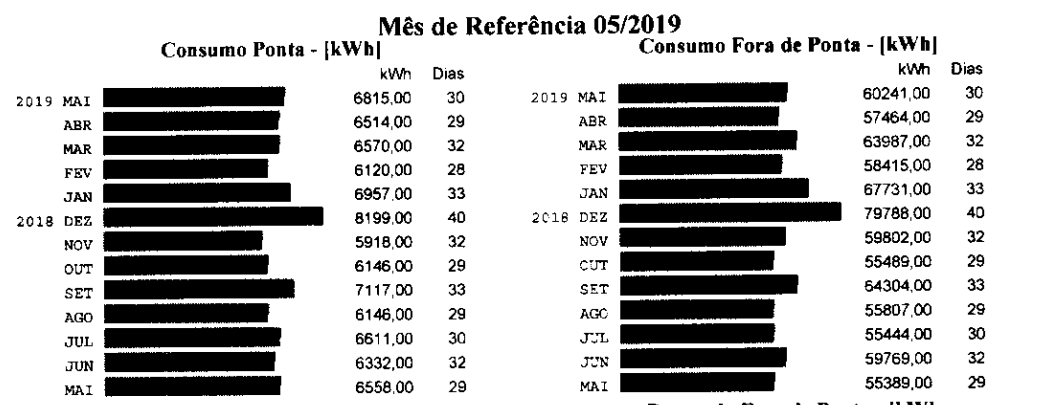 Mês de Referência 05/2019
Consumo Ponta - [kWh]
kWh Dias
2019 MAI 6815,00 30
ABR 6514,00 29
MAR 6570,00 32
FEV 6120,00 28
JAN 6957,00 33
2018 DEZ 8199,00 40
NOV 5918,00 32
OUT 6146,00 29
SET 7117,00 33
AGO 6146,00 29
JUL 6611,00 30
JUN 6332,00 32
MAI 6558,00 29
Consumo Fora de Ponta - [kWh]
kWh Dias
2019 MAI 60241,00 30
ABR 57464,00 29
MAR 63987,00 32
FEV 58415,00 28
JAN 67731,00 33
2018 DEZ 79788,00 40
NOV 59802,00 32
OUT 55489,00 29
SET 64304,00 33
AGO 55807,00 29
JUL 55444,00 30
JUN 59769,00 32
MAI 55389,00 29